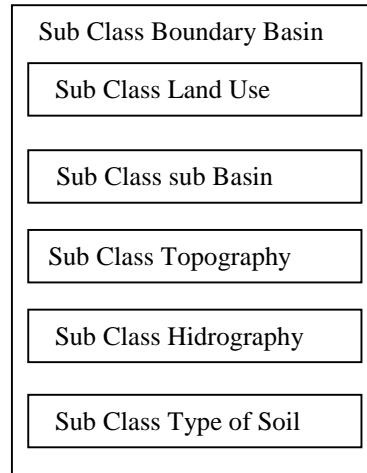 Sub Class Boundary Basin
Sub Class Land Use
Sub Class sub Basin
Sub Class Topography
Sub Class Hidrography
Sub Class Type of Soil